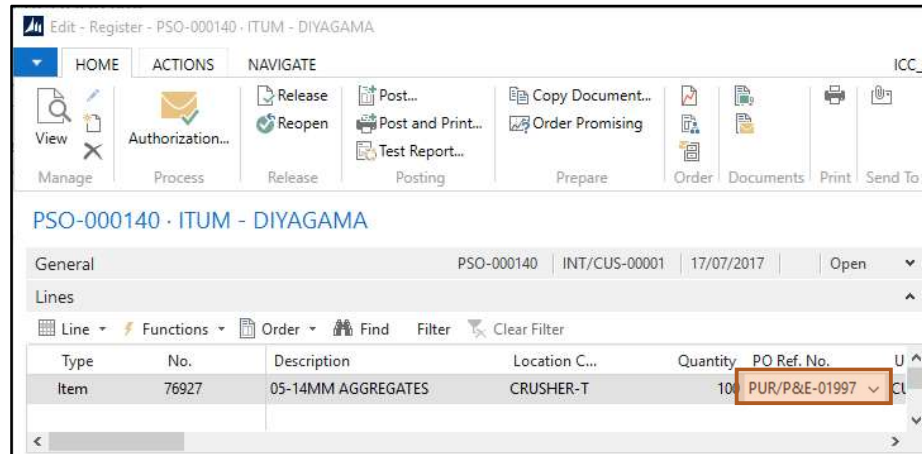 Edit - Register - PSO-000140 · ITUM - DIYAGAMA
HOME ACTIONS NAVIGATE ICC_
View
Authorization...
Release
Reopen
Post...
Post and Print...
Test Report...
Copy Document...
Order Promising
Manage Process Release Posting Prepare Order Documents Print Send To
PSO-000140 · ITUM - DIYAGAMA
General PSO-000140 INT/CUS-00001 17/07/2017 Open
Lines
Line Functions Order Find Filter Clear Filter
Type No. Description Location C... Quantity PO Ref. No. U
Item 76927 05-14MM AGGREGATES CRUSHER-T 100 PUR/P&E-01997